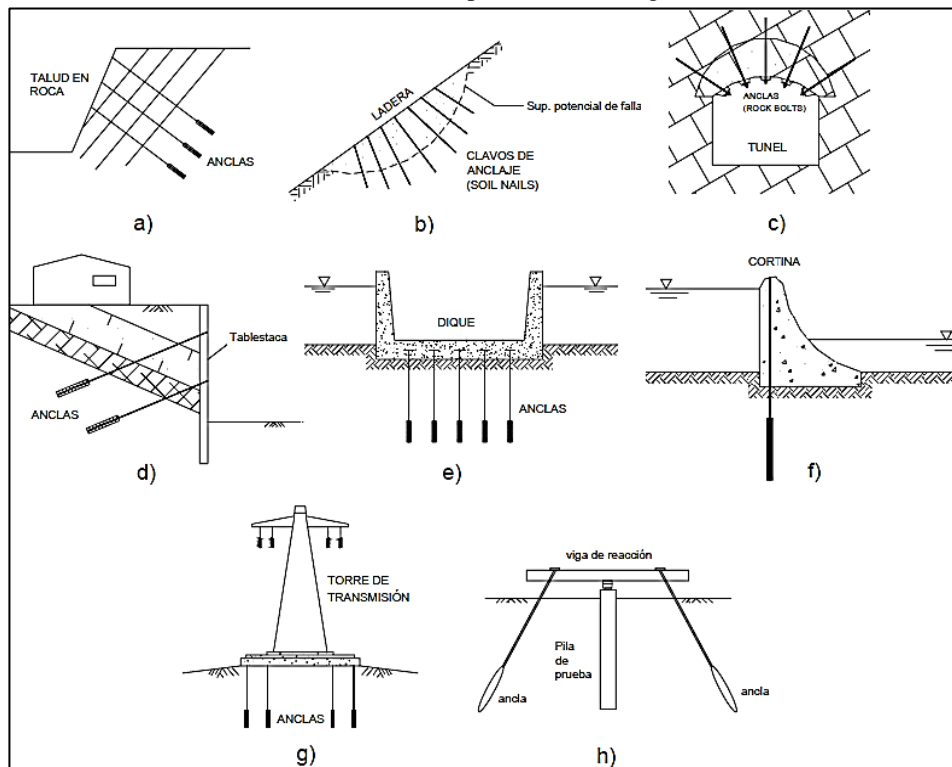 TALUD EN
ROCA
ANCLAS
a)
LADERA
Sup. potencial de falla
CLAVOS DE
ANCLAJE
(SOIL NAILS)
b)
ANCLAS
(ROCK BOLTS)
TUNEL
c)
Tablestaca
ANCLAS
d)
DIQUE
ANCLAS
e)
CORTINA
f)
TORRE DE
TRANSMISIÓN
ANCLAS
g)
viga de reacción
Pila
de
prueba
ancla
ancla
h)